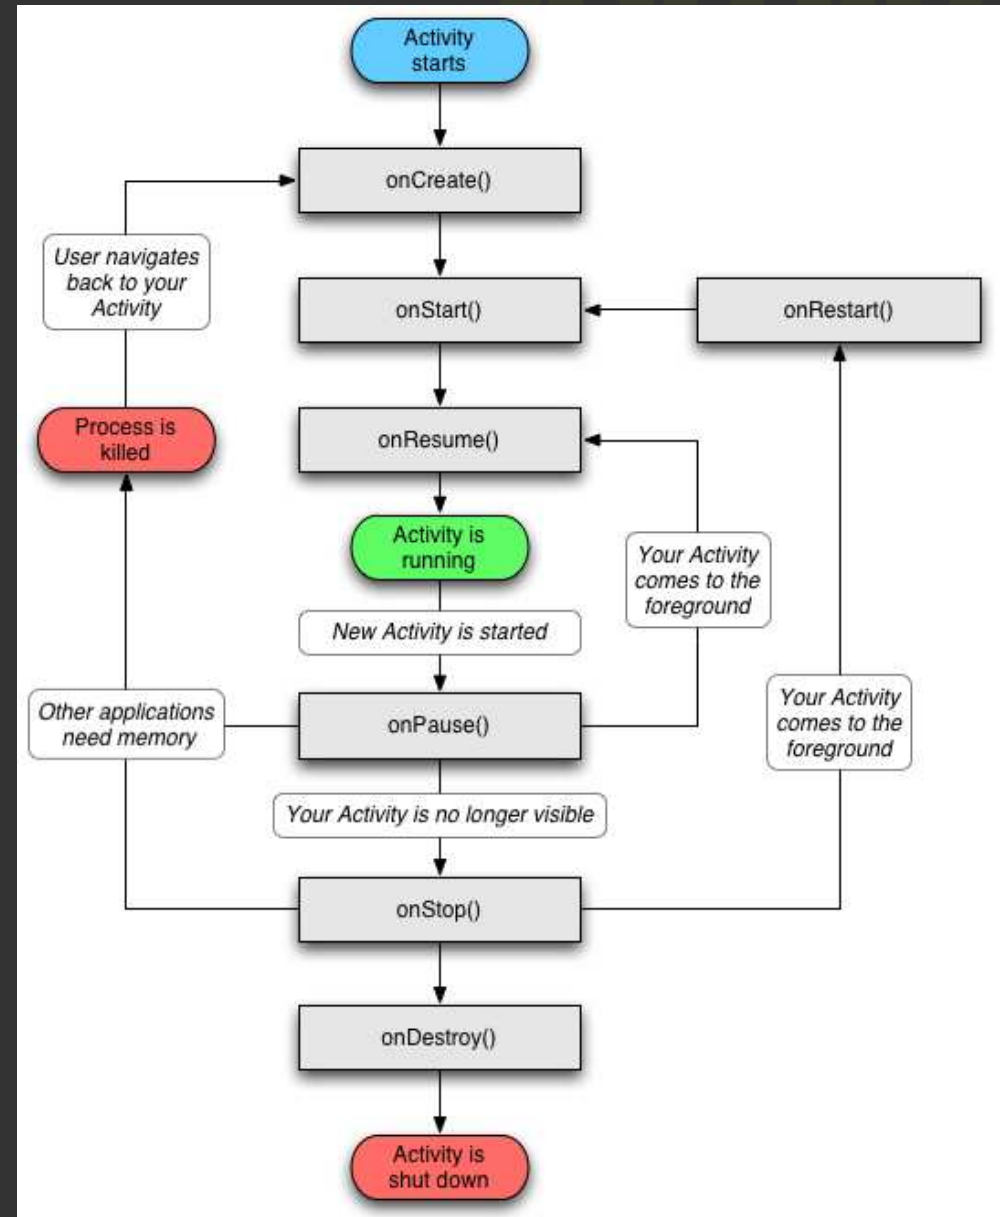 Activity
starts
onCreate()
User navigates
back to your
Activity
onStart()
onRestart()
Process is
killed
onResume()
Activity is
running
Your Activity
comes to the
foreground
New Activity is started
Other applications
need memory
onPause()
Your Activity
comes to the
foreground
Your Activity is no longer visible
onStop()
onDestroy()
Activity is
shut down